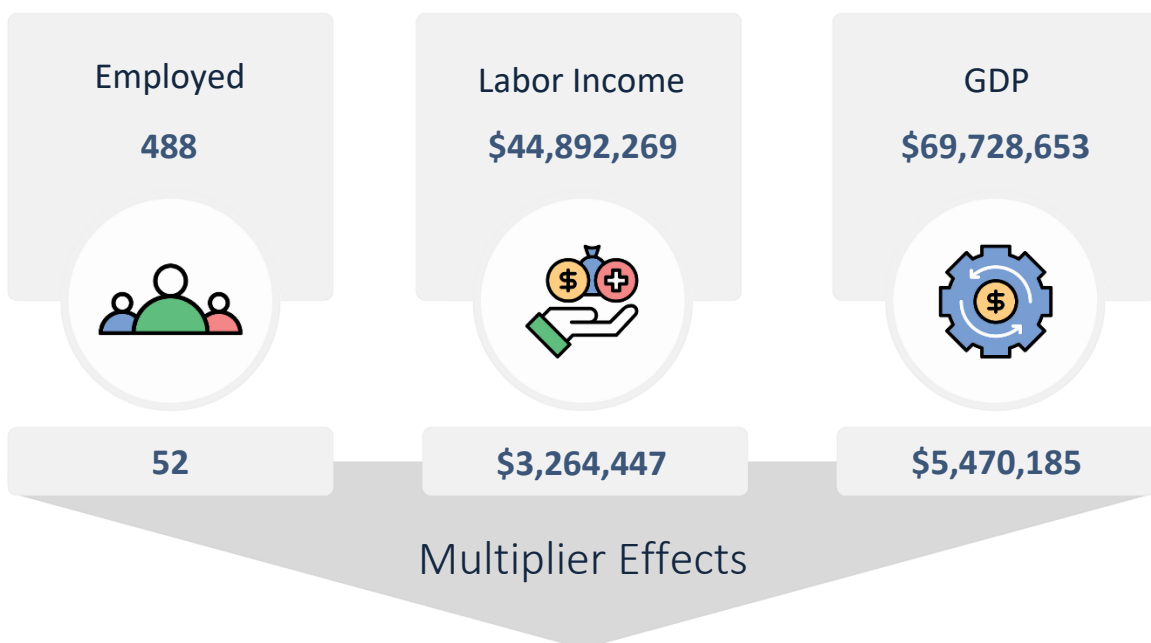 Employed
488
Labor Income
$44,892,269
GDP
$69,728,653
$
$
52
$3,264,447
$5,470,185
Multiplier Effects